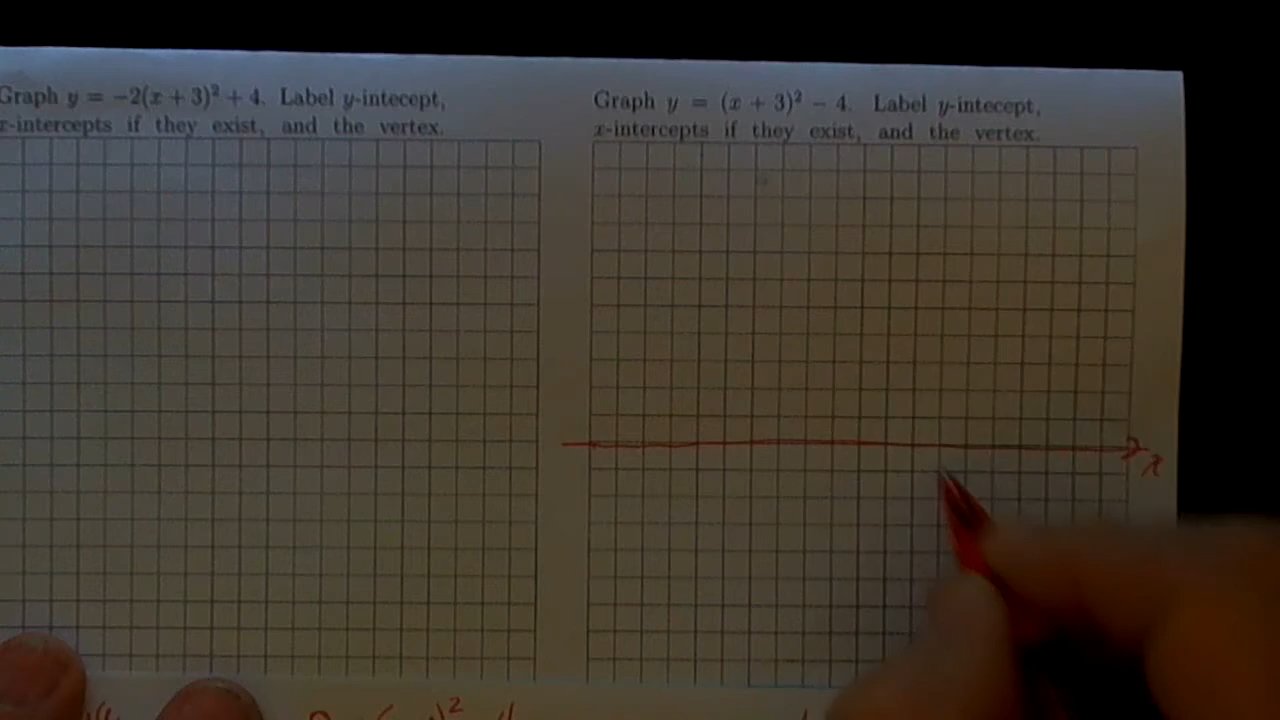 Graph y = −2(x + 3)² + 4. Label y-intecept,
x-intercepts if they exist, and the vertex.
Graph y = (x + 3)² − 4. Label y-intecept,
x-intercepts if they exist, and the vertex.
x